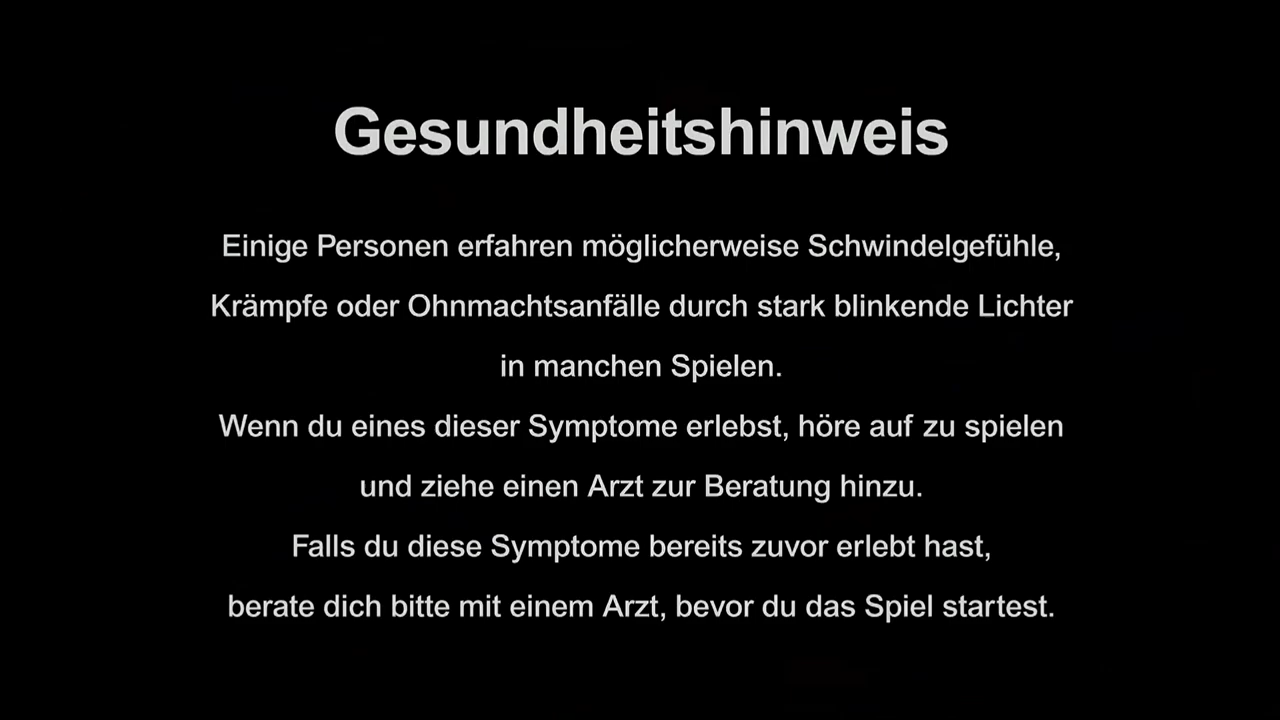 Gesundheitshinweis
Einige Personen erfahren möglicherweise Schwindelgefühle,
Krämpfe oder Ohnmachtsanfälle durch stark blinkende Lichter
in manchen Spielen.
Wenn du eines dieser Symptome erlebst, höre auf zu spielen
und ziehe einen Arzt zur Beratung hinzu.
Falls du diese Symptome bereits zuvor erlebt hast,
berate dich bitte mit einem Arzt, bevor du das Spiel startest.